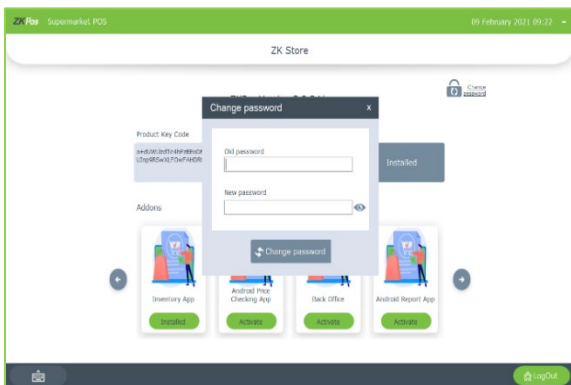 ZKPos Supermarket POS
09 February 2021 09:22
ZK Store
Change
password
Change password x
Product Key Code
Old password
Installed
New password
Addons
Change password
Inventory App
Android Price
Checking App
Back Office
Android Report App
Installed
Activate
Activate
Activate
LogOut